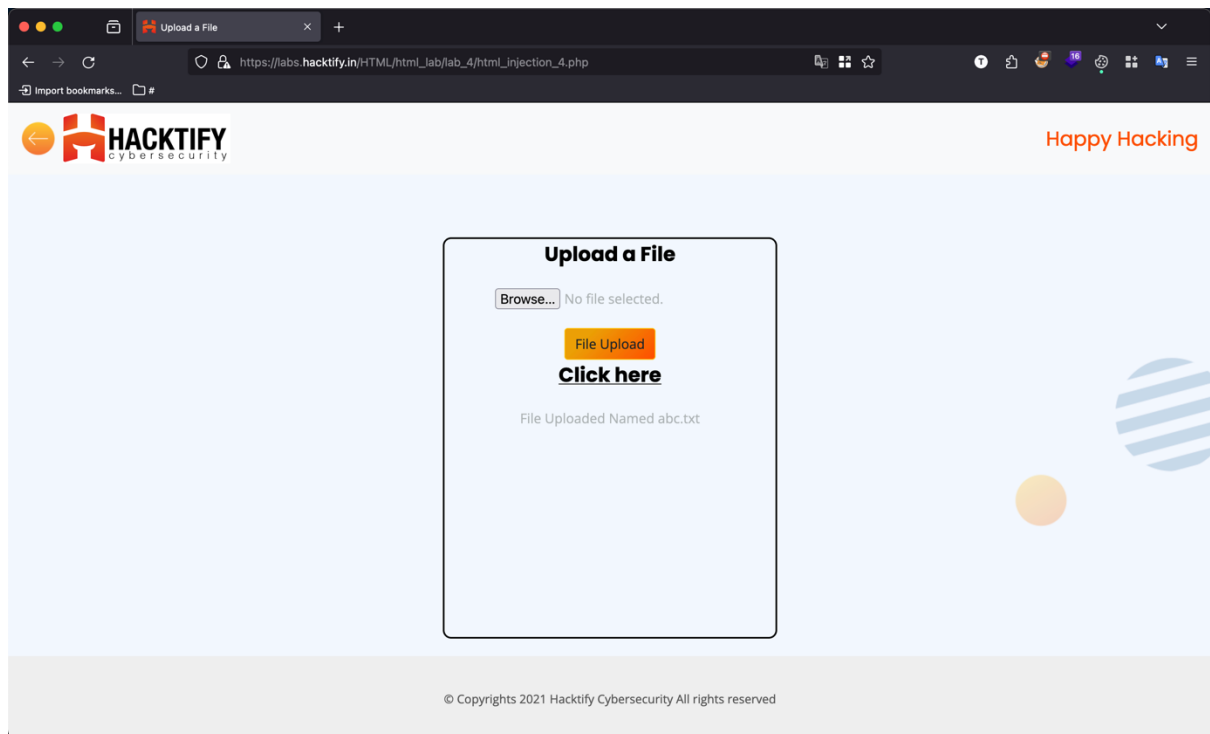 Upload a File
https://labs.hacktify.in/HTML/html_lab/lab_4/html_injection_4.php
16
Import bookmarks... #
HACKTIFY
cybersecurity
Happy Hacking
Upload a File
Browse... No file selected.
File Upload
Click here
File Uploaded Named abc.txt
© Copyrights 2021 Hacktify Cybersecurity All rights reserved